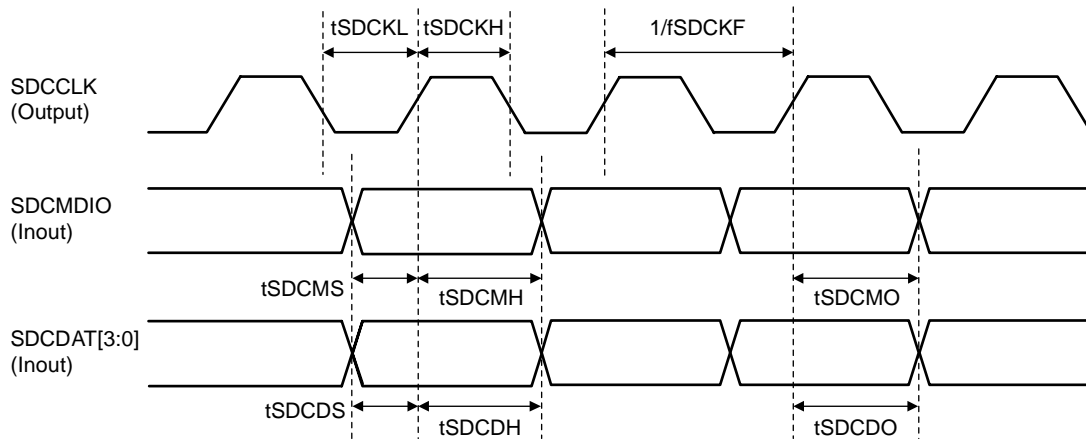 tSDCKL tSDCKH 1/fSDCKF
SDCCLK
(Output)
SDCMDIO
(Inout)
tSDCMS tSDCMH tSDCMO
SDCDAT[3:0]
(Inout)
tSDCDS tSDCDH tSDCDO